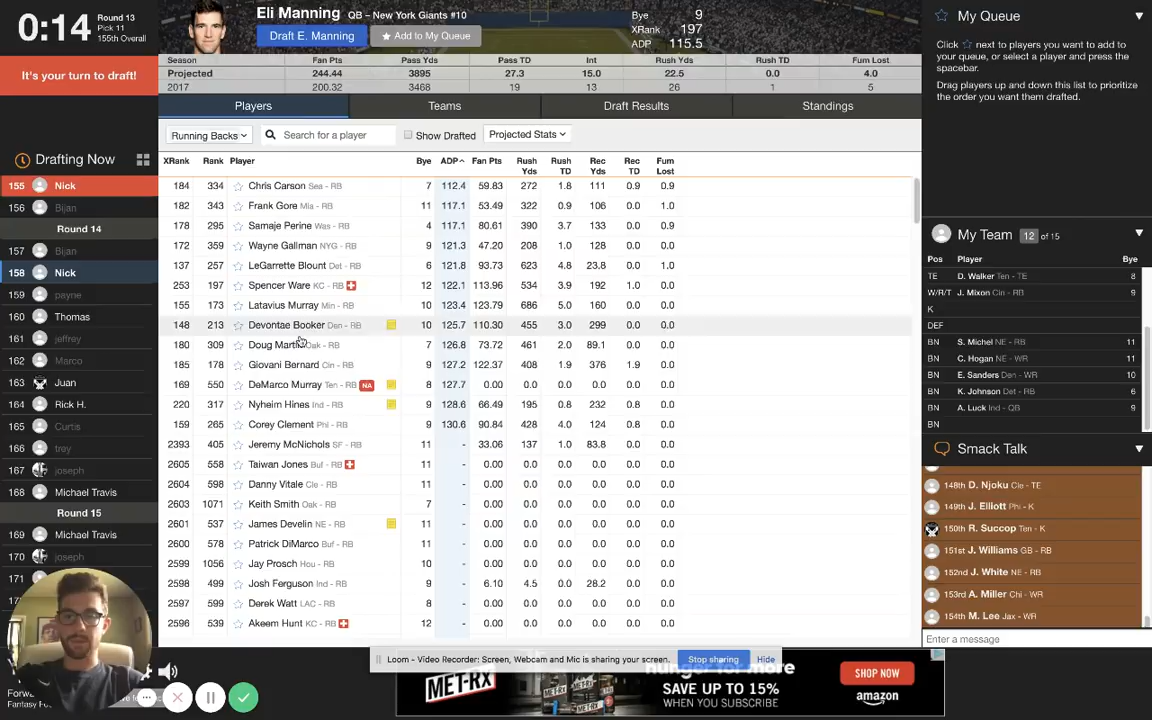 0:14
Round 13
Pick 11
155th Overall
It's your turn to draft!
Eli Manning QB – New York Giants #10
Draft E. Manning
★ Add to My Queue
Bye 9
XRank 197
ADP 115.5
Season Fan Pts Pass Yds Pass TD Int Rush Yds Rush TD Fum Lost
Projected 244.44 3895 27.3 15.0 22.5 0.0 4.0
2017 200.32 3468 19 13 26 1 5
Players Teams Draft Results Standings
Running Backs Search for a player Show Drafted Projected Stats
XRank Rank Player Bye ADP Fan Pts Rush Yds Rush TD Rec Yds Rec TD Fum Lost
184 334 Chris Carson Sea - RB 7 112.4 59.83 272 1.8 111 0.9 0.9
182 343 Frank Gore Mia - RB 11 117.1 53.49 322 0.9 106 0.0 1.0
178 295 Samaje Perine Was - RB 4 117.1 80.61 390 3.7 133 0.0 0.9
172 359 Wayne Gallman NYG - RB 9 121.3 47.20 208 1.0 128 0.0 0.0
137 257 LeGarrette Blount Det - RB 6 121.8 93.73 623 4.8 23.8 0.0 1.0
253 197 Spencer Ware KC - RB 12 122.1 113.96 534 3.9 192 1.0 0.0
155 173 Latavius Murray Min - RB 10 123.4 123.79 686 5.0 160 0.0 0.0
148 213 Devontae Booker Den - RB 10 125.7 110.30 455 3.0 299 0.0 0.0
180 309 Doug Martin Oak - RB 7 126.8 73.72 461 2.0 89.1 0.0 0.0
185 178 Giovani Bernard Cin - RB 9 127.2 122.37 408 1.9 376 1.9 0.0
169 550 DeMarco Murray Ten - RB NA 8 127.7 0.00 0.0 0.0 0.0 0.0 0.0
220 317 Nyheim Hines Ind - RB 9 128.6 66.49 195 0.8 232 0.8 0.0
159 265 Corey Clement Phi - RB 9 130.6 90.84 428 4.0 124 0.8 0.0
2393 405 Jeremy McNichols SF - RB 11 - 33.06 137 0.0 83.8 0.0 0.0
2605 558 Taiwan Jones Buf - RB 11 - 0.00 0.0 0.0 0.0 0.0 0.0
2604 598 Danny Vitale Cle - RB 11 - 0.00 0.0 0.0 0.0 0.0 0.0
2603 1071 Keith Smith Oak - RB 7 - 0.00 0.0 0.0 0.0 0.0 0.0
2601 537 James Develin NE - RB 11 - 0.00 0.0 0.0 0.0 0.0 0.0
2600 578 Patrick DiMarco Buf - RB 11 - 0.00 0.0 0.0 0.0 0.0 0.0
2599 1056 Jay Prosch Hou - RB 10 - 0.00 0.0 0.0 0.0 0.0 0.0
2598 499 Josh Ferguson Ind - RB 9 - 6.10 4.5 0.0 28.2 0.0 0.0
2597 599 Derek Watt LAC - RB 8 - 0.00 0.0 0.0 0.0 0.0 0.0
2596 539 Akeem Hunt KC - RB 12 - 0.00 0.0 0.0 0.0 0.0 0.0
Drafting Now
155 Nick
156 Bijan
Round 14
157 Bijan
158 Nick
159 payne
160 Thomas
161 jeffrey
162 Marco
163 Juan
164 Rick H.
165 Curtis
166 trey
167 joseph
168 Michael Travis
Round 15
169 Michael Travis
170 joseph
My Queue
Click ☆ next to players you want to add to
your queue, or select a player and press the
spacebar.
Drag players up and down this list to prioritize
the order you want them drafted.
My Team 12 of 15
Pos Player Bye
TE D. Walker Ten - TE 8
W/R/T J. Mixon Cin - RB 9
K
DEF
BN S. Michel NE - RB 11
BN C. Hogan NE - WR 11
BN E. Sanders Den - WR 10
BN K. Johnson Det - RB 6
BN A. Luck Ind - QB 9
BN
Smack Talk
148th D. Njoku Cle - TE
149th J. Elliott Phi - K
150th R. Succop Ten - K
151st J. Williams GB - RB
152nd J. White NE - RB
153rd A. Miller Chi - WR
154th M. Lee Jax - WR
Enter a message
Loom - Video Recorder: Screen, Webcam and Mic is sharing your screen. Stop sharing Hide
MET-RX
SAVE UP TO 15%
WHEN YOU SUBSCRIBE
SHOP NOW
amazon